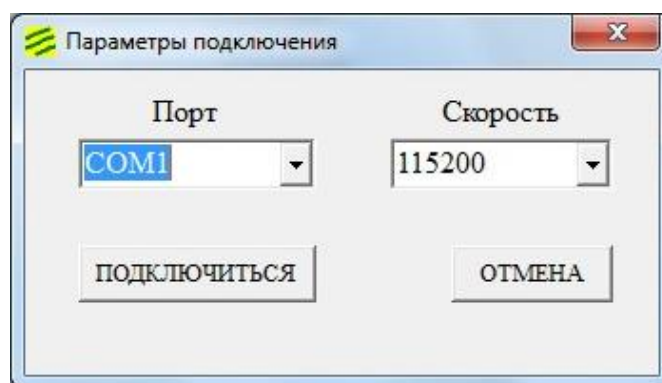 Параметры подключения
Порт Скорость
COM1 115200
ПОДКЛЮЧИТЬСЯ ОТМЕНА